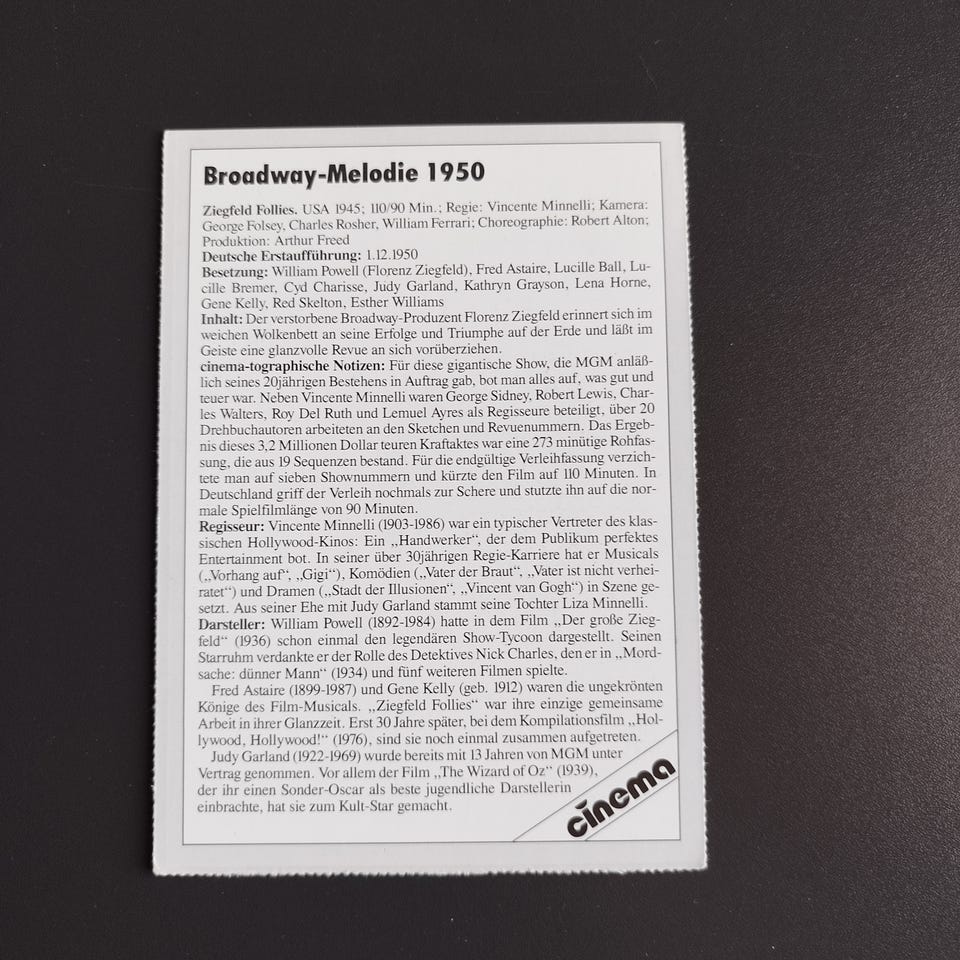 Broadway-Melodie 1950
Ziegfeld Follies. USA 1945; 110/90 Min.; Regie: Vincente Minnelli; Kamera:
George Folsey, Charles Rosher, William Ferrari; Choreographie: Robert Alton;
Produktion: Arthur Freed
Deutsche Erstaufführung: 1.12.1950
Besetzung: William Powell (Florenz Ziegfeld), Fred Astaire, Lucille Ball, Lu-
cille Bremer, Cyd Charisse, Judy Garland, Kathryn Grayson, Lena Horne,
Gene Kelly, Red Skelton, Esther Williams
Inhalt: Der verstorbene Broadway-Produzent Florenz Ziegfeld erinnert sich im
weichen Wolkenbett an seine Erfolge und Triumphe auf der Erde und läßt im
Geiste eine glanzvolle Revue an sich vorüberziehen.
cinema-tographische Notizen: Für diese gigantische Show, die MGM anläß-
lich seines 20jährigen Bestehens in Auftrag gab, bot man alles auf, was gut und
teuer war. Neben Vincente Minnelli waren George Sidney, Robert Lewis, Char-
les Walters, Roy Del Ruth und Lemuel Ayres als Regisseure beteiligt, über 20
Drehbuchautoren arbeiteten an den Sketchen und Revuenummern. Das Ergeb-
nis dieses 3,2 Millionen Dollar teuren Kraftaktes war eine 273 minütige Rohfas-
sung, die aus 19 Sequenzen bestand. Für die endgültige Verleihfassung verzich-
tete man auf sieben Shownummern und kürzte den Film auf 110 Minuten. In
Deutschland griff der Verleih nochmals zur Schere und stutzte ihn auf die nor-
male Spielfilmlänge von 90 Minuten.
Regisseur: Vincente Minnelli (1903-1986) war ein typischer Vertreter des klas-
sischen Hollywood-Kinos: Ein „Handwerker“, der dem Publikum perfektes
Entertainment bot. In seiner über 30jährigen Regie-Karriere hat er Musicals
(„Vorhang auf“, „Gigi“), Komödien („Vater der Braut“, „Vater ist nicht verhei-
ratet“) und Dramen („Stadt der Illusionen“, „Vincent van Gogh“) in Szene ge-
setzt. Aus seiner Ehe mit Judy Garland stammt seine Tochter Liza Minnelli.
Darsteller: William Powell (1892-1984) hatte in dem Film „Der große Zieg-
feld“ (1936) schon einmal den legendären Show-Tycoon dargestellt. Seinen
Starruhm verdankte er der Rolle des Detektives Nick Charles, den er in „Mord-
sache: dünner Mann“ (1934) und fünf weiteren Filmen spielte.
Fred Astaire (1899-1987) und Gene Kelly (geb. 1912) waren die ungekrönten
Könige des Film-Musicals. „Ziegfeld Follies“ war ihre einzige gemeinsame
Arbeit in ihrer Glanzzeit. Erst 30 Jahre später, bei dem Kompilationsfilm „Hol-
lywood, Hollywood!“ (1976), sind sie noch einmal zusammen aufgetreten.
Judy Garland (1922-1969) wurde bereits mit 13 Jahren von MGM unter
Vertrag genommen. Vor allem der Film „The Wizard of Oz“ (1939),
der ihr einen Sonder-Oscar als beste jugendliche Darstellerin
einbrachte, hat sie zum Kult-Star gemacht.
cinema